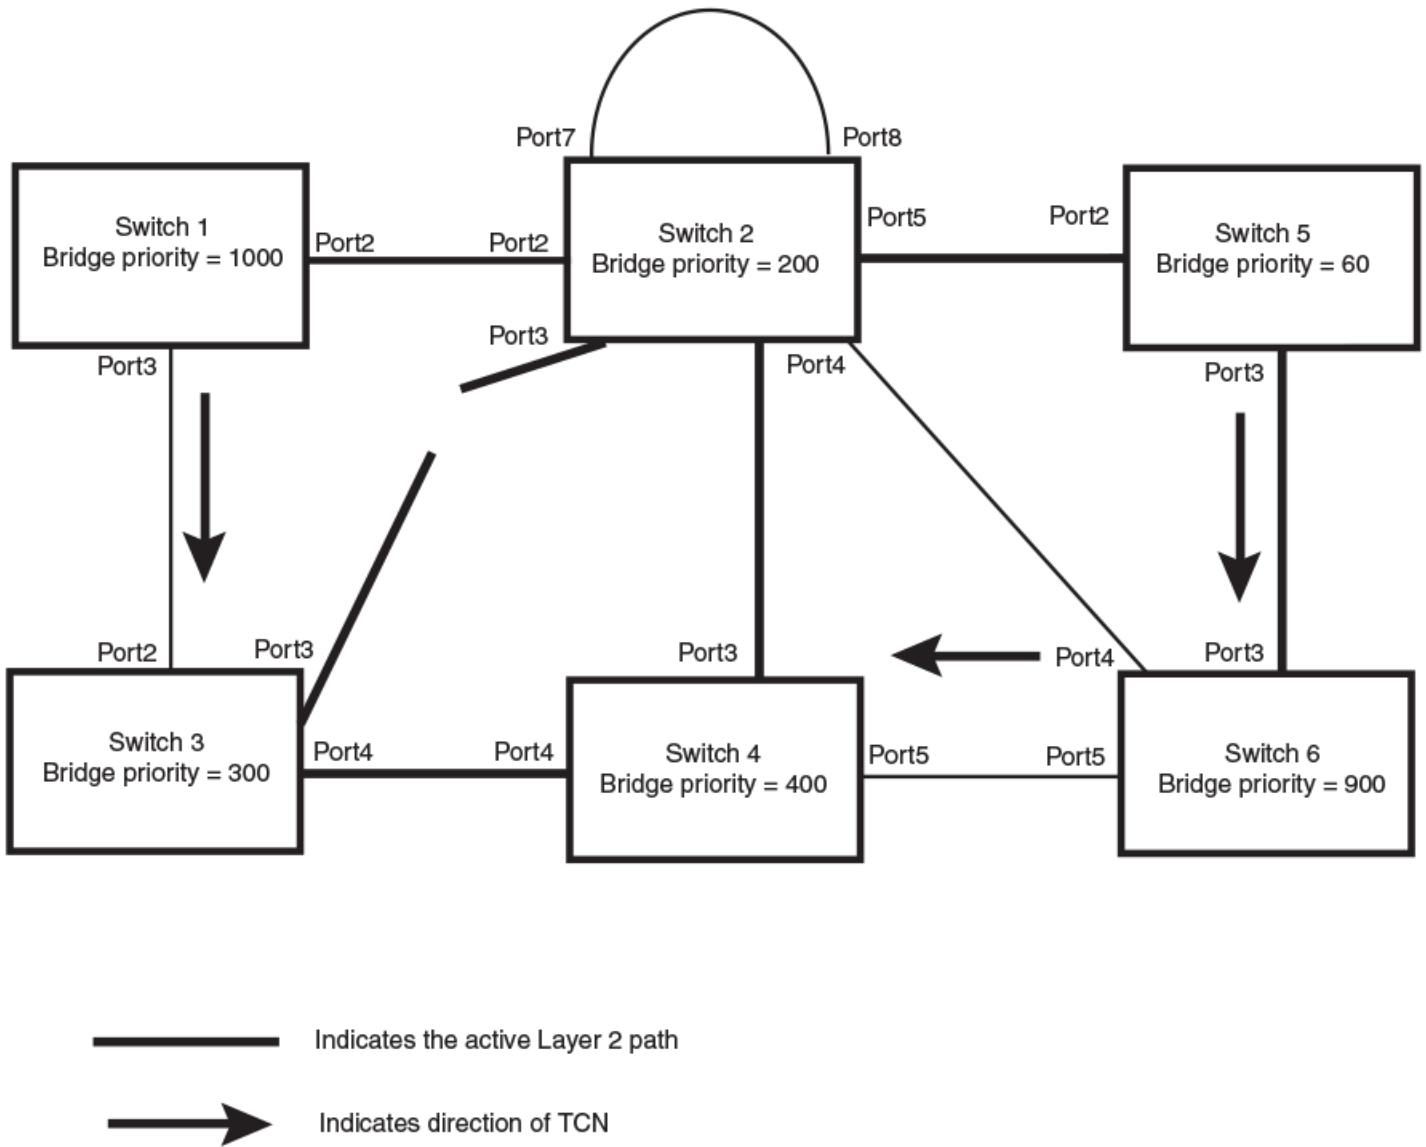 Port7
Port8
Switch 1
Bridge priority = 1000
Port2
Port2
Switch 2
Bridge priority = 200
Port5
Port2
Switch 5
Bridge priority = 60
Port3
Port3
Port4
Port3
Port2
Port3
Port3
Port4
Port3
Switch 3
Bridge priority = 300
Port4
Port4
Switch 4
Bridge priority = 400
Port5
Port5
Switch 6
Bridge priority = 900
Indicates the active Layer 2 path
Indicates direction of TCN